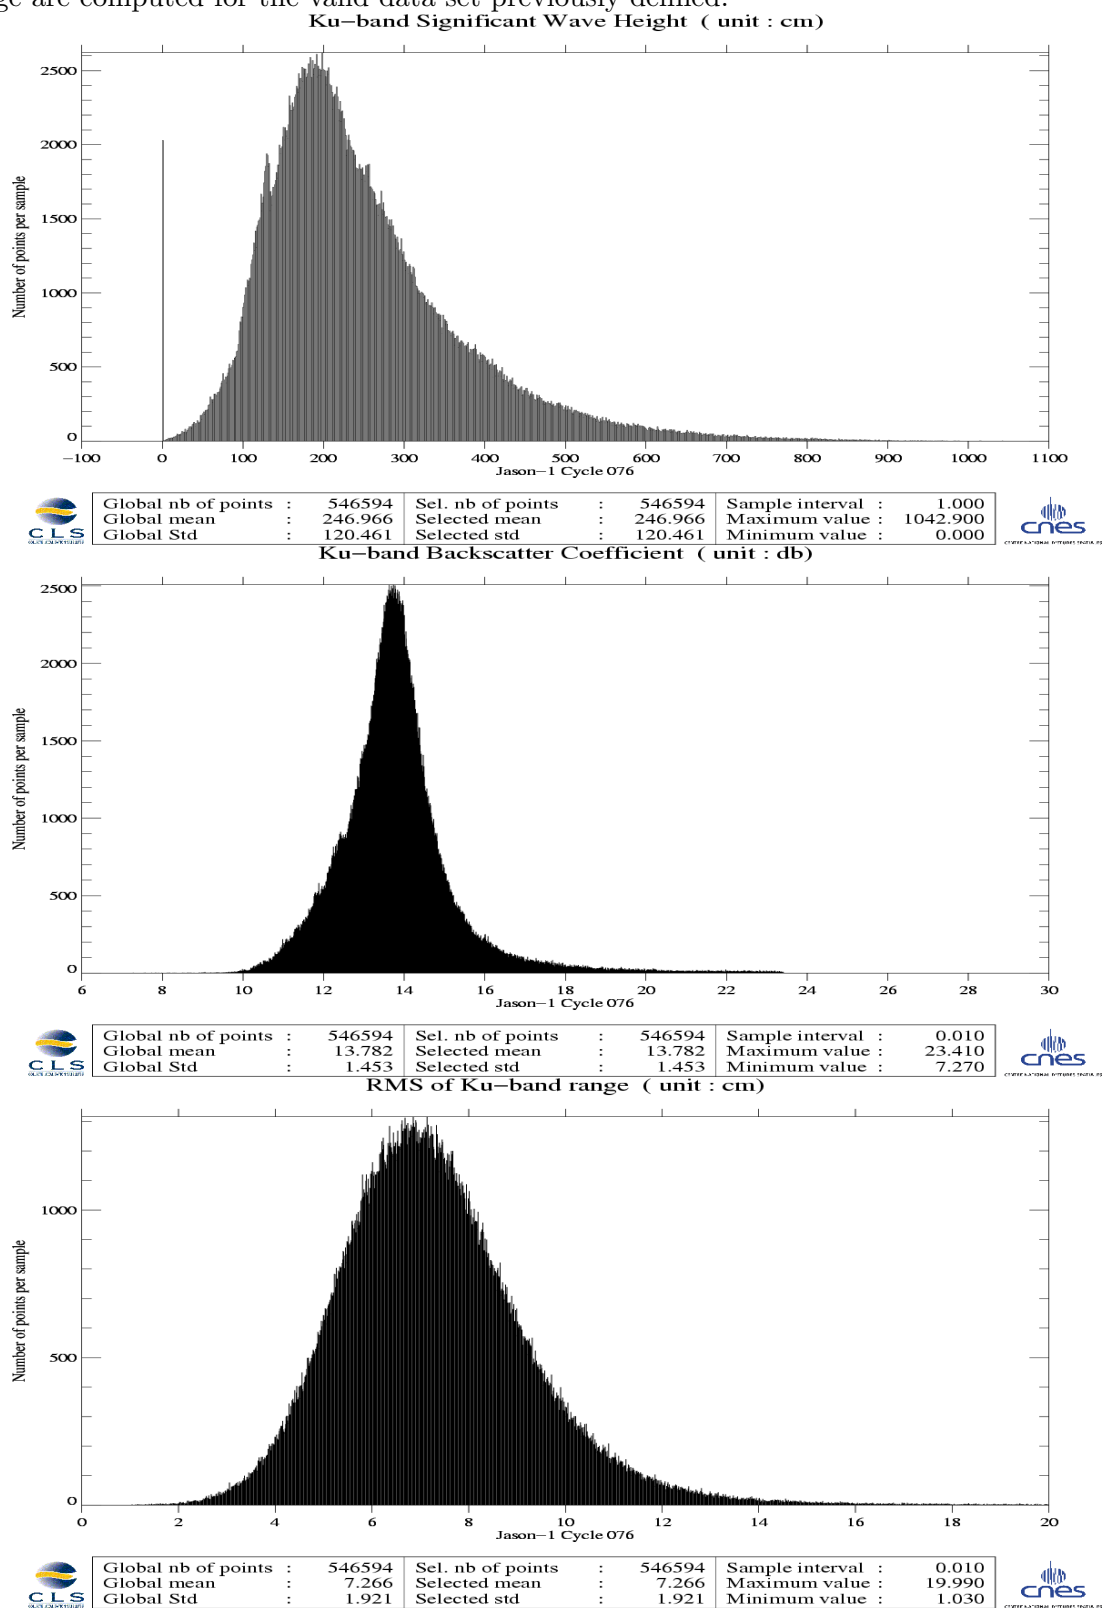 ge are computed for the valid data set previously defined.
Ku−band Significant Wave Height ( unit : cm)
Number of points per sample
2500
2000
1500
1000
500
0
−100 0 100 200 300 400 500 600 700 800 900 1000 1100
Jason−1 Cycle 076
CLS
Global nb of points : 546594 Sel. nb of points : 546594 Sample interval : 1.000
Global mean : 246.966 Selected mean : 246.966 Maximum value : 1042.900
Global Std : 120.461 Selected std : 120.461 Minimum value : 0.000
cnes
Ku−band Backscatter Coefficient ( unit : db)
Number of points per sample
2500
2000
1500
1000
500
0
6 8 10 12 14 16 18 20 22 24 26 28 30
Jason−1 Cycle 076
CLS
Global nb of points : 546594 Sel. nb of points : 546594 Sample interval : 0.010
Global mean : 13.782 Selected mean : 13.782 Maximum value : 23.410
Global Std : 1.453 Selected std : 1.453 Minimum value : 7.270
cnes
RMS of Ku−band range ( unit : cm)
Number of points per sample
1000
500
0
0 2 4 6 8 10 12 14 16 18 20
Jason−1 Cycle 076
CLS
Global nb of points : 546594 Sel. nb of points : 546594 Sample interval : 0.010
Global mean : 7.266 Selected mean : 7.266 Maximum value : 19.990
Global Std : 1.921 Selected std : 1.921 Minimum value : 1.030
cnes